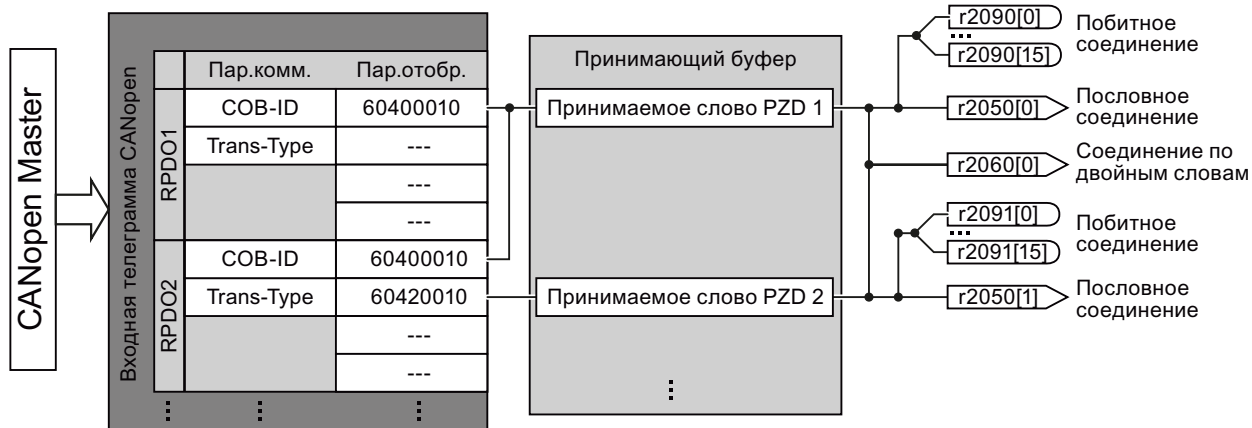 CANopen Master
Входная телеграмма CANopen
Пар.комм. Пар.отобр.
RPDO1
COB-ID 60400010
Trans-Type ---
---
---
RPDO2
COB-ID 60400010
Trans-Type 60420010
---
---
Принимающий буфер
Принимаемое слово PZD 1
Принимаемое слово PZD 2
r2090[0]
r2090[15]
Побитное
соединение
r2050[0]
Пословное
соединение
r2060[0]
Соединение по
двойным словам
r2091[0]
r2091[15]
Побитное
соединение
r2050[1]
Пословное
соединение